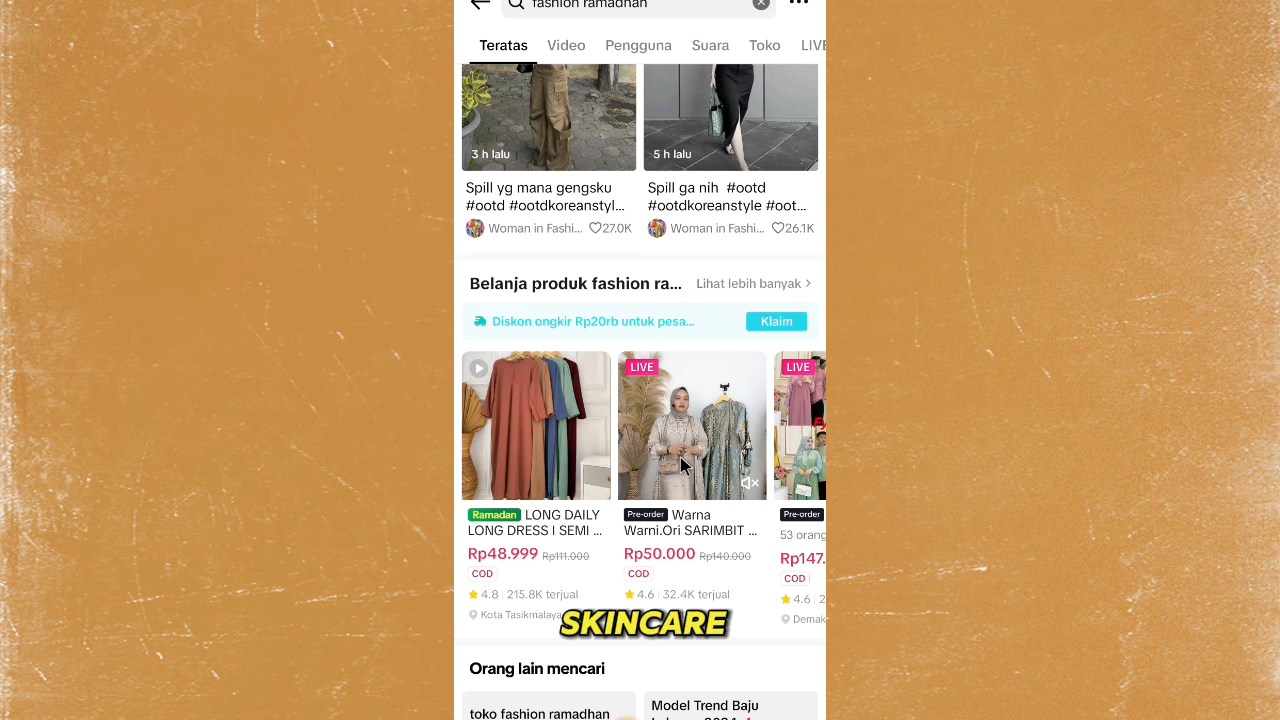 fashion ramadhan
Teratas Video Pengguna Suara Toko LIVE
3 h lalu
5 h lalu
Spill yg mana gengsku
#ootd #ootdkoreanstyl...
Woman in Fashi... 27.0K
Spill ga nih #ootd
#ootdkoreanstyle #oot...
Woman in Fashi... 26.1K
Belanja produk fashion ra... Lihat lebih banyak
Diskon ongkir Rp20rb untuk pesa... Klaim
LIVE
LIVE
Ramadan LONG DAILY
LONG DRESS I SEMI ...
Rp48.999 Rp111.000
COD
4.8 215.8K terjual
Kota Tasikmalaya
Pre-order Warna
Warni.Ori SARIMBIT ...
Rp50.000 Rp140.000
COD
4.6 32.4K terjual
Pre-order
53 orang
Rp147.
COD
4.6 2
Demak
SKINCARE
Orang lain mencari
toko fashion ramadhan
Model Trend Baju